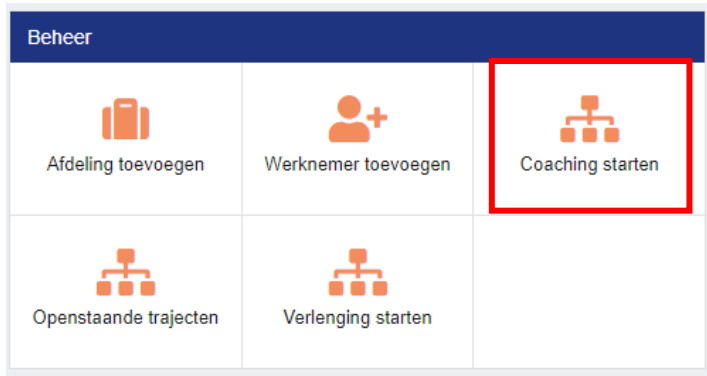 Beheer
Afdeling toevoegen
Werknemer toevoegen
Coaching starten
Openstaande trajecten
Verlenging starten